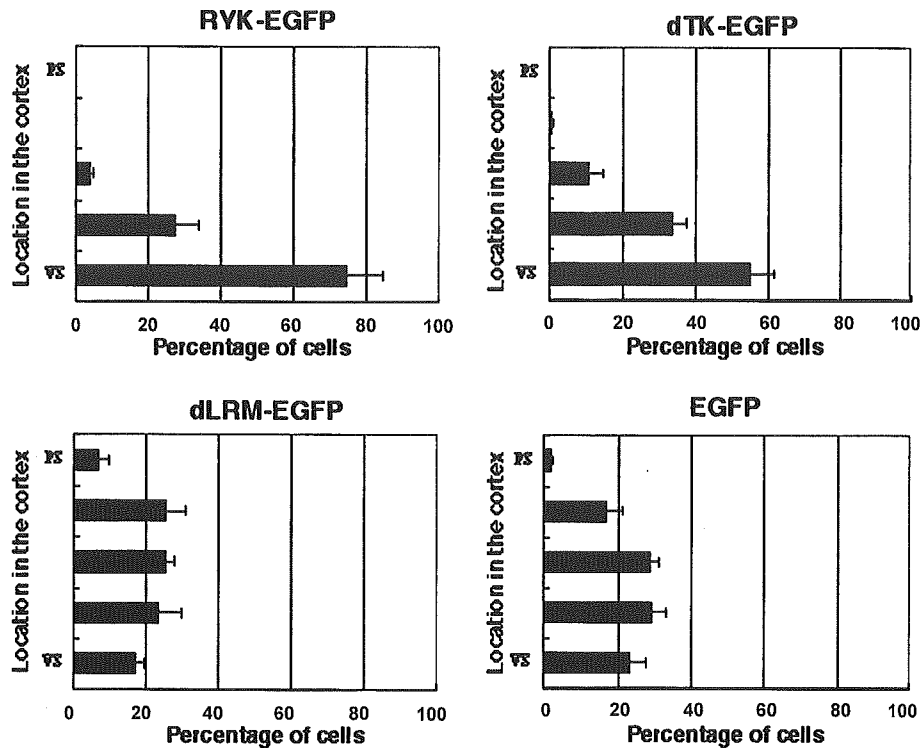 RYK-EGFP
Location in the cortex
PS
VS
0 20 40 60 80 100
Percentage of cells
dTK-EGFP
Location in the cortex
PS
VS
0 20 40 60 80 100
Percentage of cells
dLRM-EGFP
Location in the cortex
PS
VS
0 20 40 60 80 100
Percentage of cells
EGFP
Location in the cortex
PS
VS
0 20 40 60 80 100
Percentage of cells